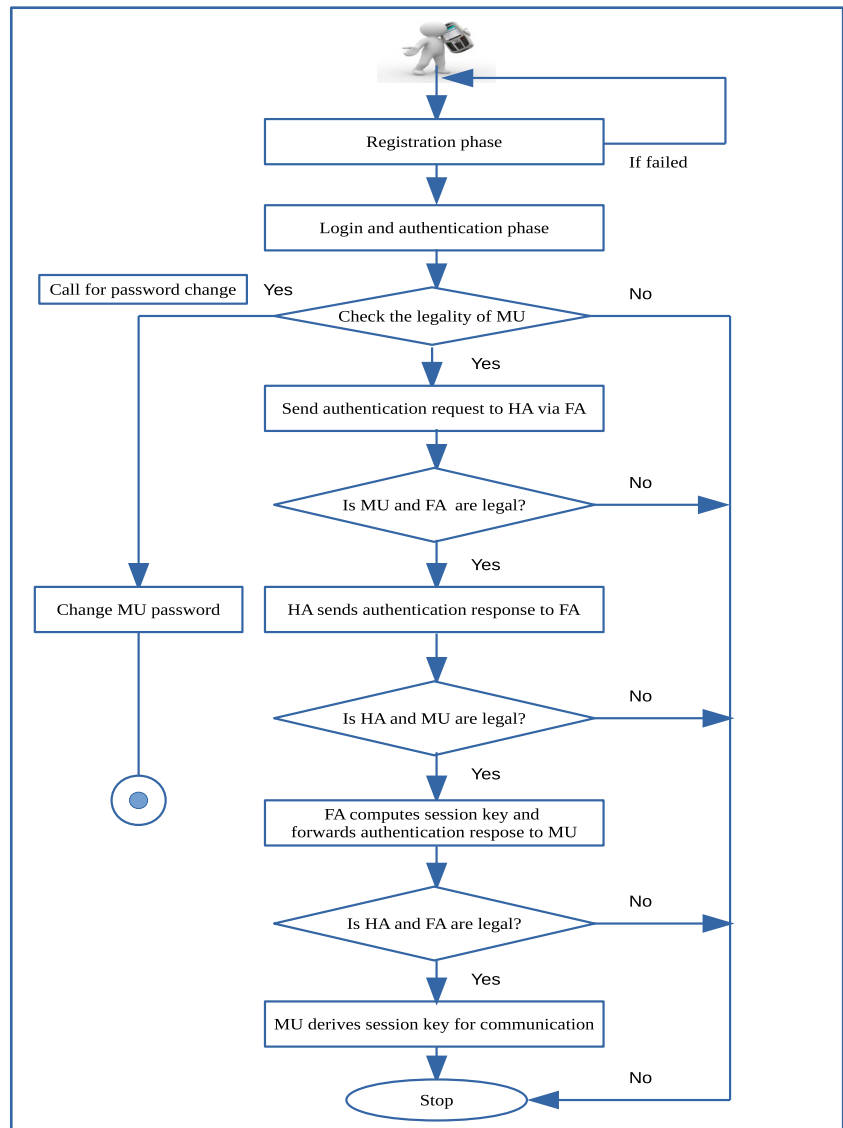 Registration phase
If failed
Login and authentication phase
Call for password change
Yes
No
Check the legality of MU
Yes
Send authentication request to HA via FA
No
Is MU and FA are legal?
Yes
Change MU password
HA sends authentication response to FA
No
Is HA and MU are legal?
Yes
FA computes session key and
forwards authentication respose to MU
No
Is HA and FA are legal?
Yes
MU derives session key for communication
No
Stop